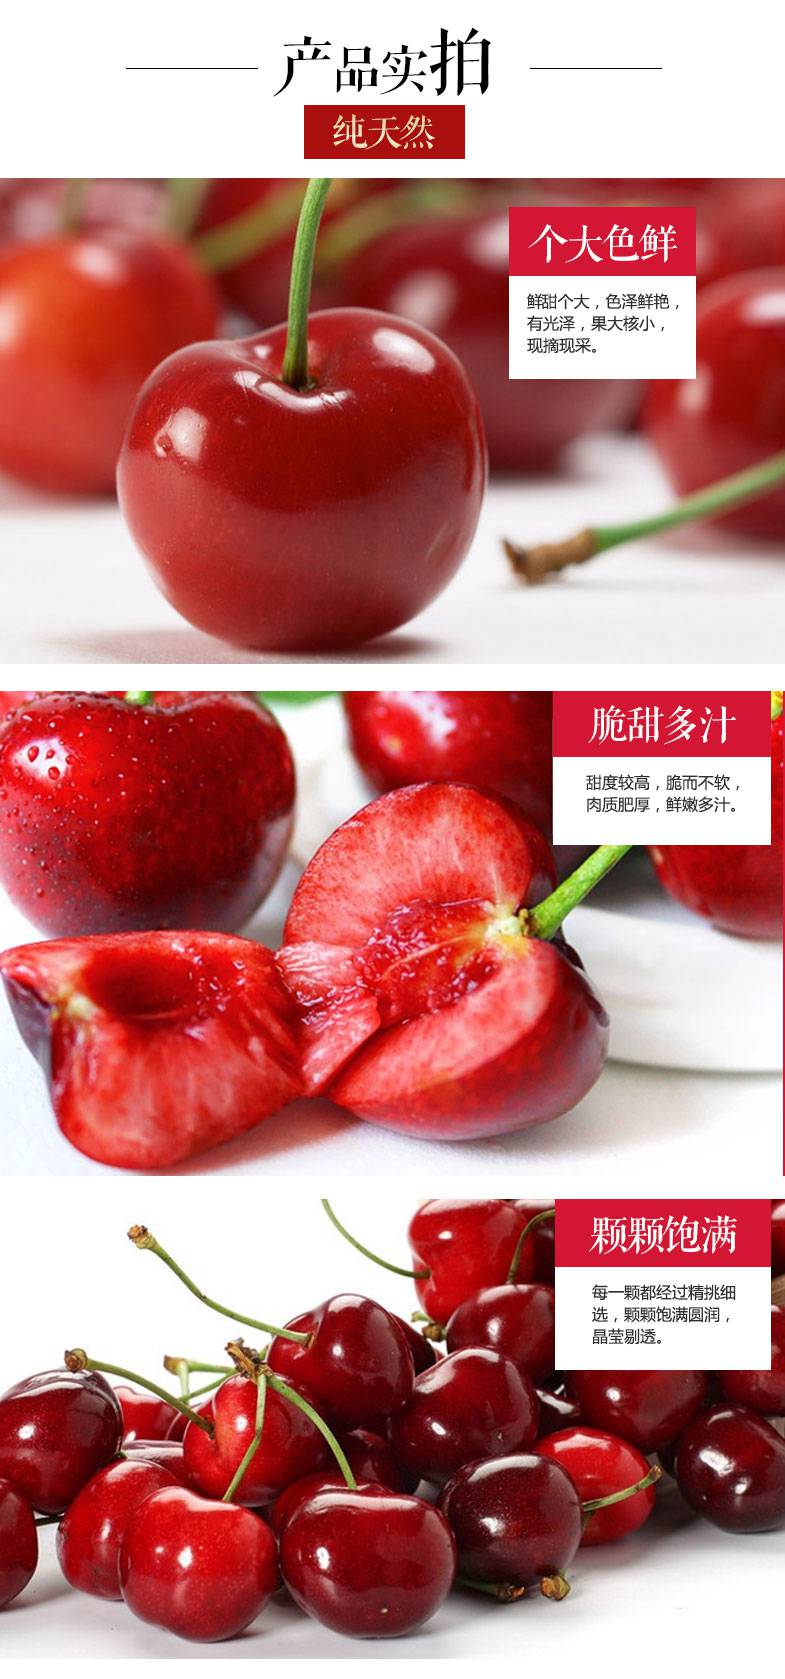 产品实拍
纯天然
个大色鲜
鲜甜个大，色泽鲜艳，
有光泽，果大核小，
现摘现采。
脆甜多汁
甜度较高，脆而不软，
肉质肥厚，鲜嫩多汁。
颗颗饱满
每一颗都经过精挑细
选，颗颗饱满圆润，
晶莹剔透。